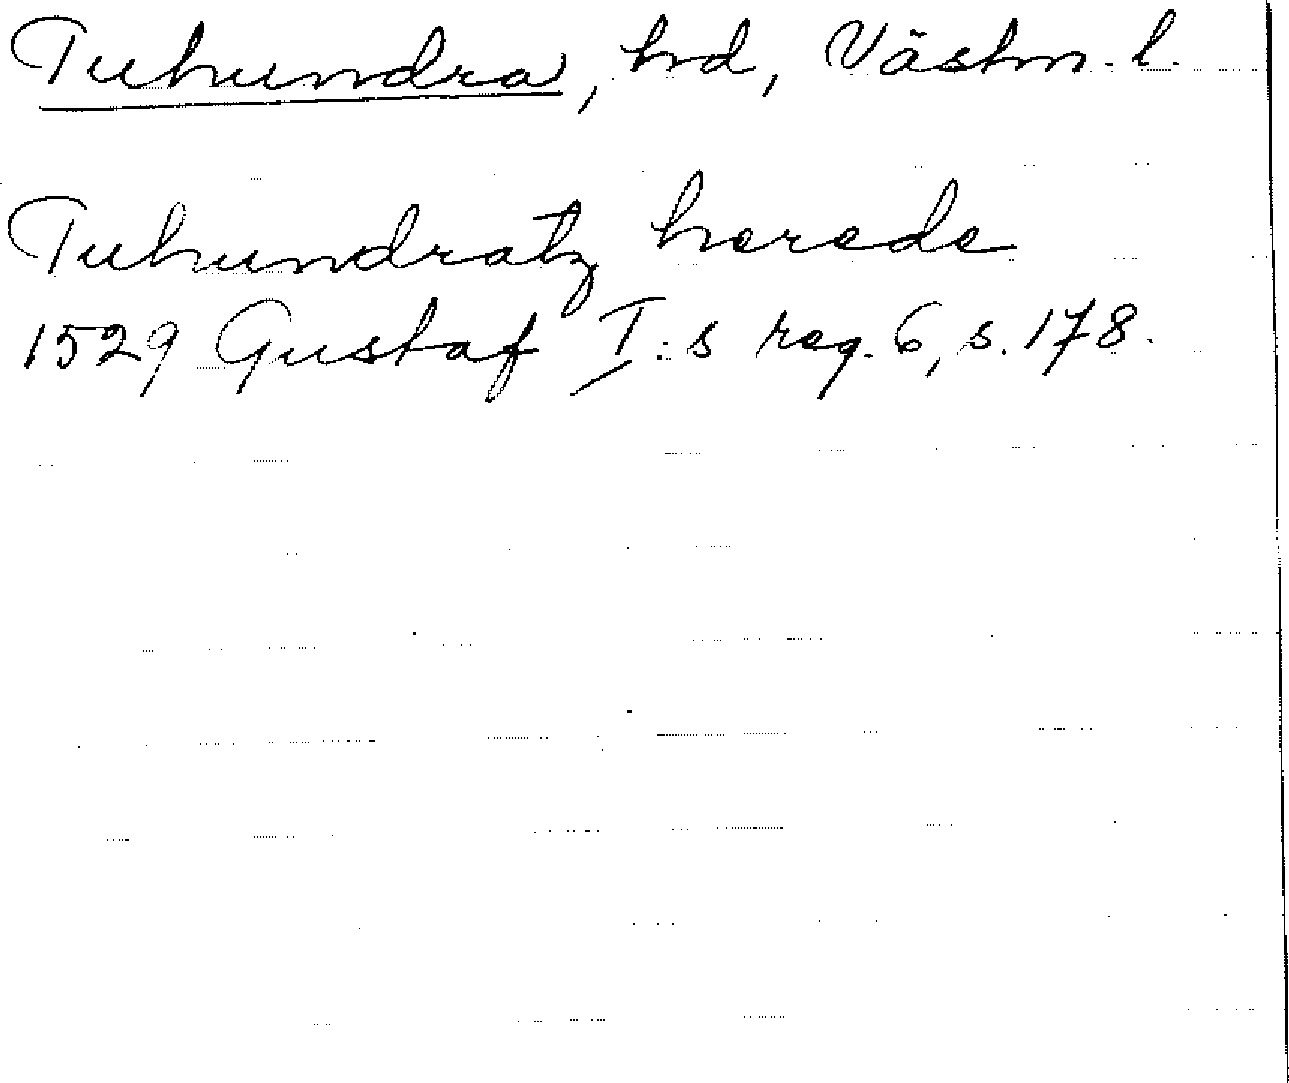 Tuhundra, hd, Västm. l.
Tuhundratz herede
1529 Gustaf I:s reg. 6, s. 178.